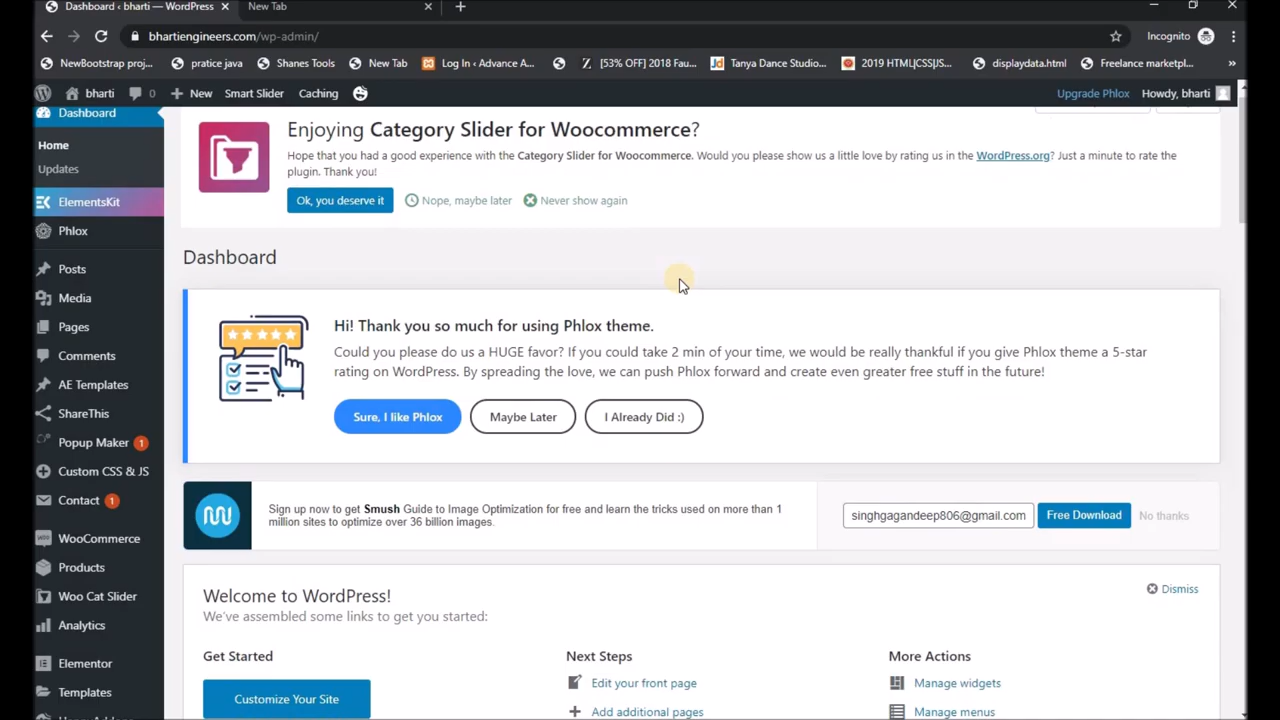 Dashboard ‹ bharti — WordPress
New Tab
bhartiengineers.com/wp-admin/
Incognito
NewBootstrap proj...
pratice java
Shanes Tools
New Tab
Log In ‹ Advance A...
[53% OFF] 2018 Fau...
Tanya Dance Studio...
2019 HTML|CSS|JS...
displaydata.html
Freelance marketpl...
»
bharti
0
New
Smart Slider
Caching
Upgrade Phlox
Howdy, bharti
Dashboard
Home
Updates
ElementsKit
Phlox
Posts
Media
Pages
Comments
AE Templates
ShareThis
Popup Maker 1
Custom CSS & JS
Contact 1
WooCommerce
Products
Woo Cat Slider
Analytics
Elementor
Templates
Enjoying Category Slider for Woocommerce?
Hope that you had a good experience with the Category Slider for Woocommerce. Would you please show us a little love by rating us in the WordPress.org? Just a minute to rate the
plugin. Thank you!
Ok, you deserve it
Nope, maybe later
Never show again
Dashboard
Hi! Thank you so much for using Phlox theme.
Could you please do us a HUGE favor? If you could take 2 min of your time, we would be really thankful if you give Phlox theme a 5-star
rating on WordPress. By spreading the love, we can push Phlox forward and create even greater free stuff in the future!
Sure, I like Phlox
Maybe Later
I Already Did :)
Sign up now to get Smush Guide to Image Optimization for free and learn the tricks used on more than 1
million sites to optimize over 36 billion images.
singhgagandeep806@gmail.com
Free Download
No thanks
Welcome to WordPress!
Dismiss
We've assembled some links to get you started:
Get Started
Customize Your Site
Next Steps
Edit your front page
Add additional pages
More Actions
Manage widgets
Manage menus